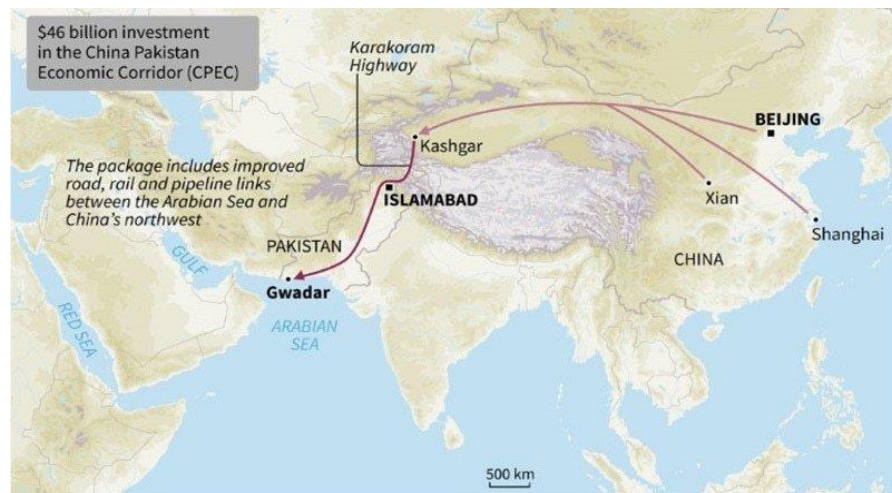 $46 billion investment
in the China Pakistan
Economic Corridor (CPEC)
Karakoram
Highway
BEIJING
Kashgar
The package includes improved
road, rail and pipeline links
between the Arabian Sea and
China's northwest
ISLAMABAD
Xian
Shanghai
PAKISTAN
CHINA
GULF
Gwadar
RED SEA
ARABIAN
SEA
500 km